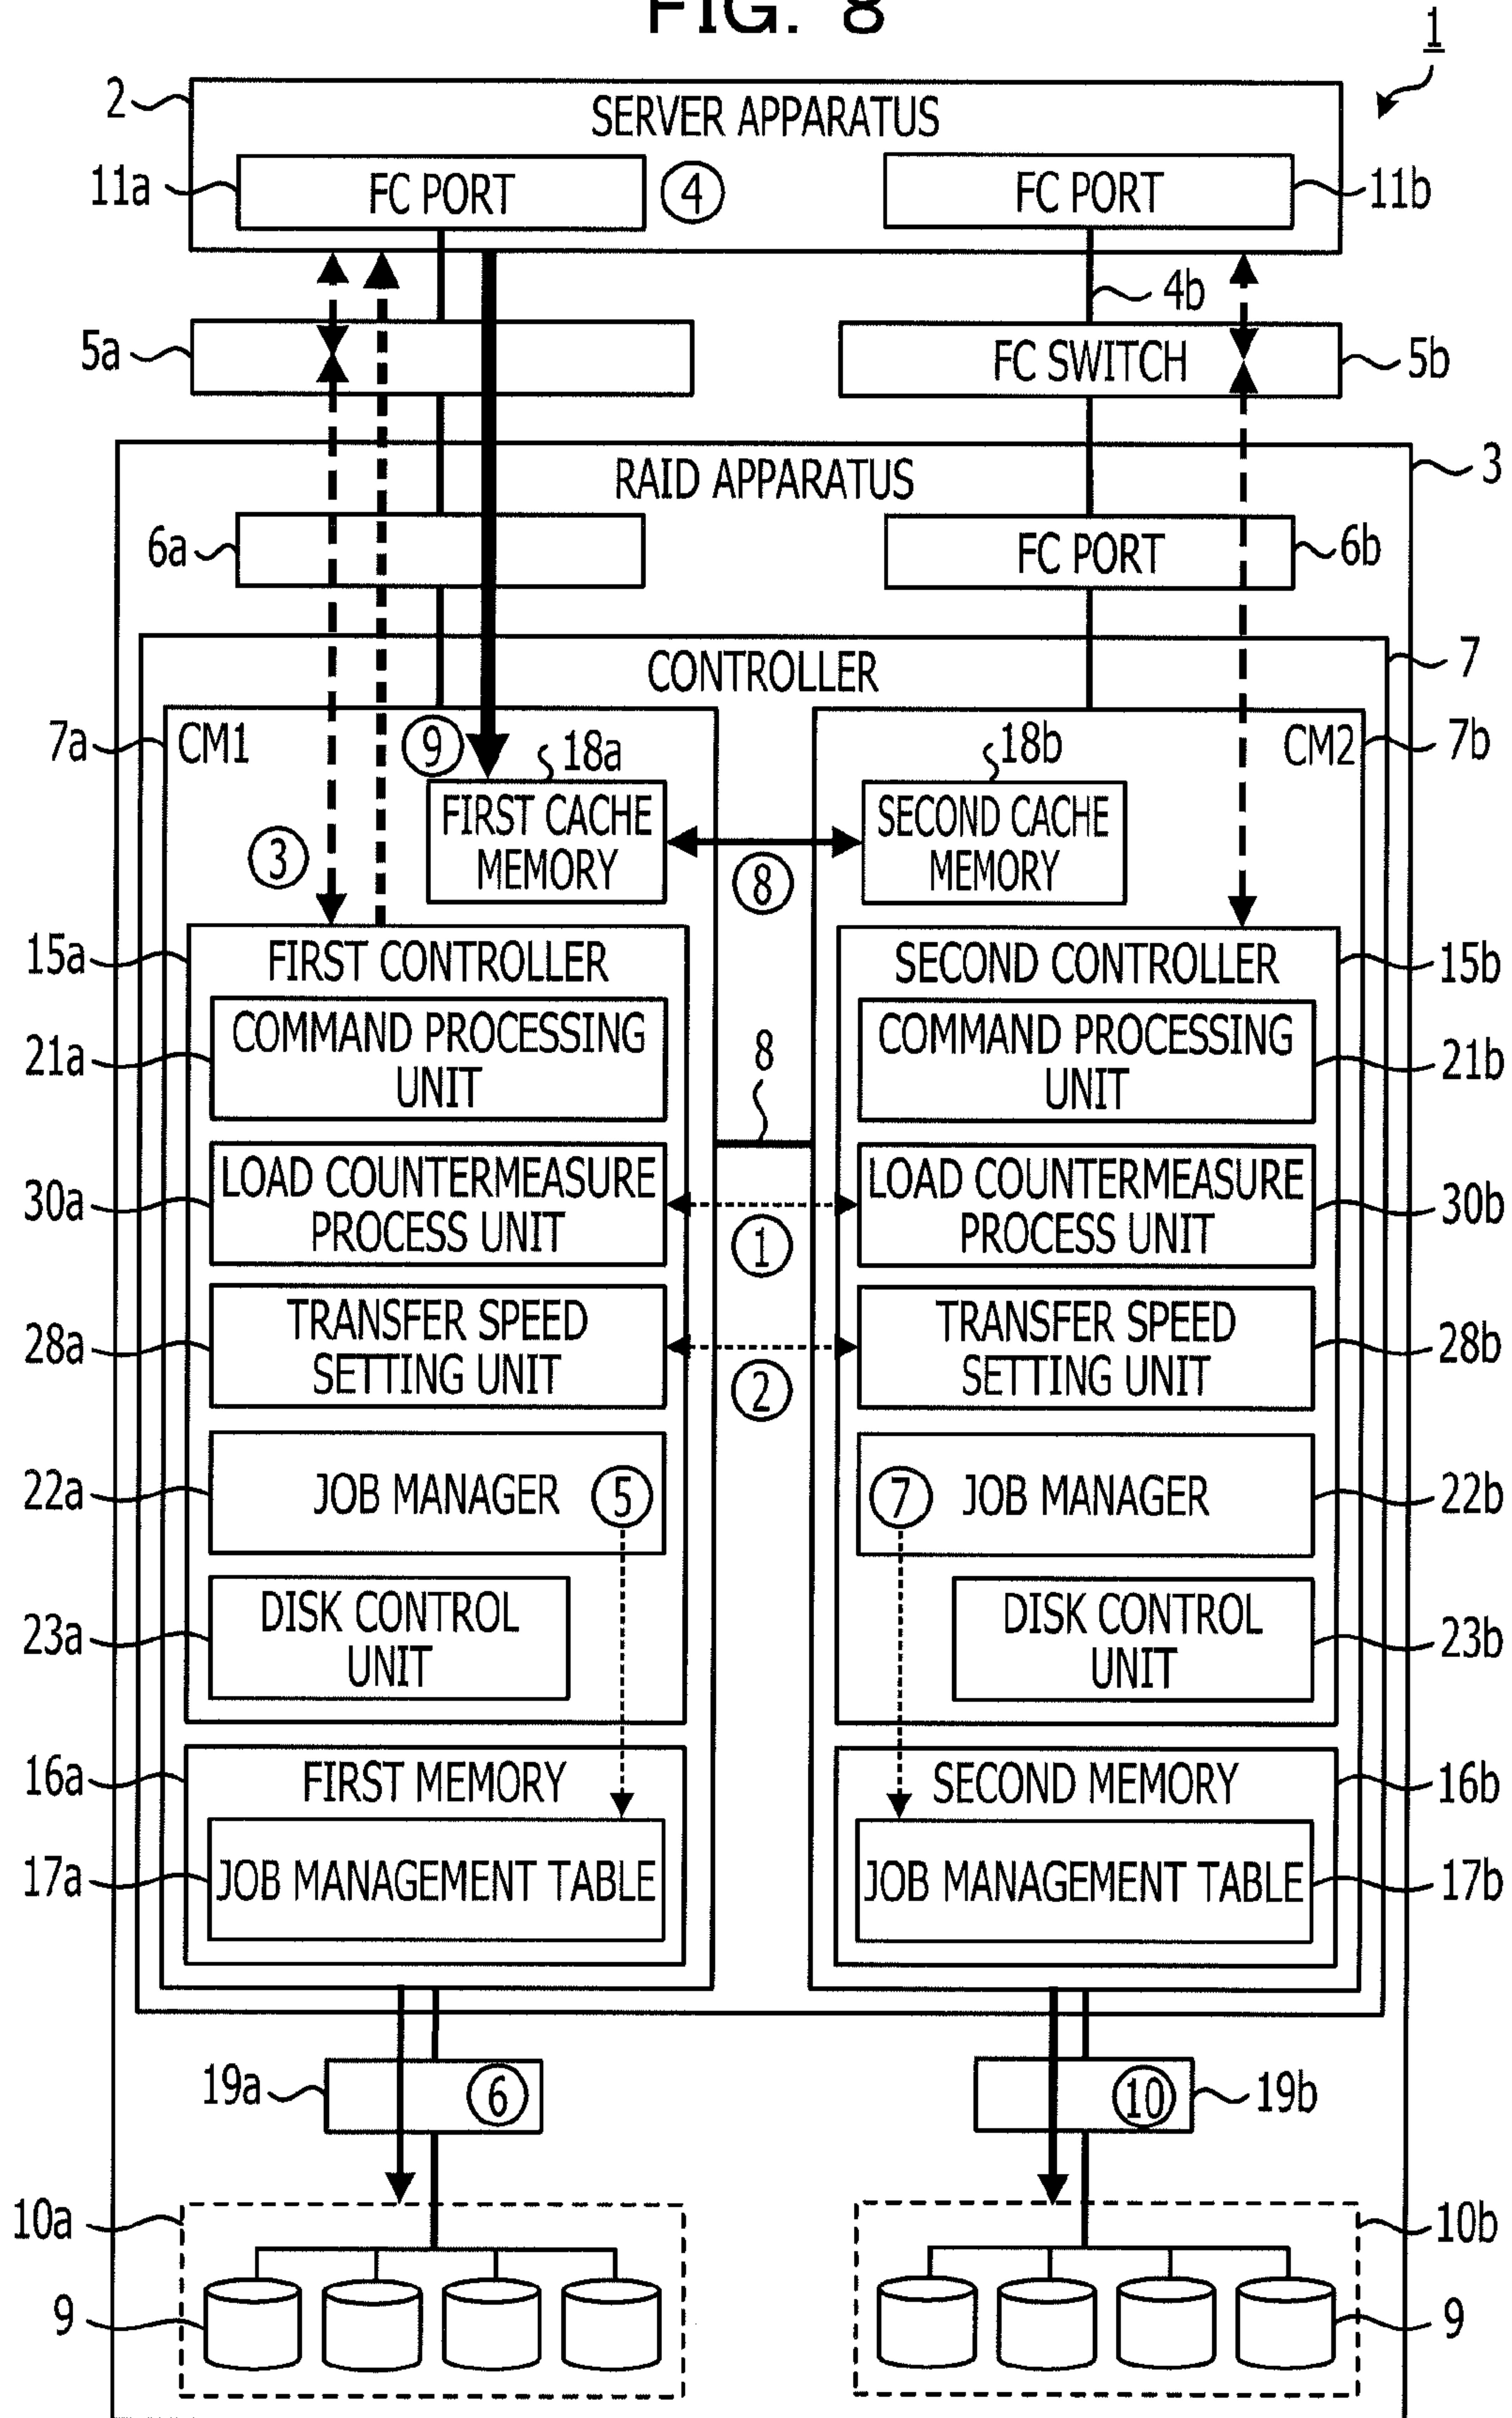 FIG. 8
1
2
SERVER APPARATUS
11a
FC PORT
4
FC PORT
11b
4b
5a
FC SWITCH
5b
RAID APPARATUS
3
6a
FC PORT
6b
CONTROLLER
7
7a
CM1
9
18a
18b
CM2
7b
FIRST CACHE
MEMORY
SECOND CACHE
MEMORY
3
8
15a
FIRST CONTROLLER
SECOND CONTROLLER
15b
21a
COMMAND PROCESSING
UNIT
8
COMMAND PROCESSING
UNIT
21b
30a
LOAD COUNTERMEASURE
PROCESS UNIT
1
LOAD COUNTERMEASURE
PROCESS UNIT
30b
28a
TRANSFER SPEED
SETTING UNIT
2
TRANSFER SPEED
SETTING UNIT
28b
22a
JOB MANAGER
5
7
JOB MANAGER
22b
23a
DISK CONTROL
UNIT
DISK CONTROL
UNIT
23b
16a
FIRST MEMORY
SECOND MEMORY
16b
17a
JOB MANAGEMENT TABLE
JOB MANAGEMENT TABLE
17b
19a
6
10
19b
10a
10b
9
9